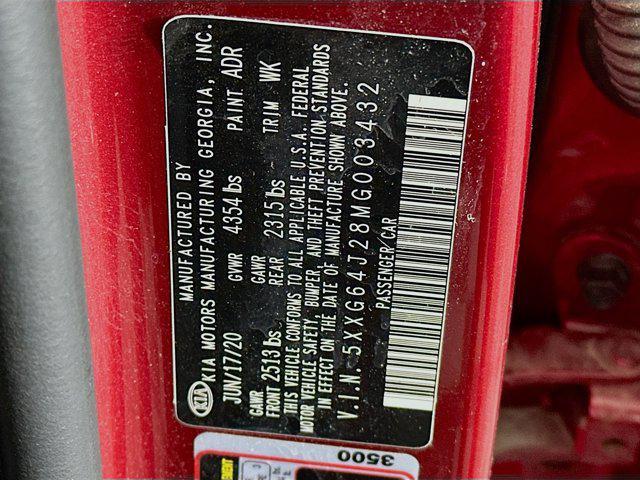 MANUFACTURED BY
KIA KIA MOTORS MANUFACTURING GEORGIA, INC.
JUN/17/20 GVWR 4354 lbs PAINT ADR
GAWR FRONT 2513 lbs GAWR REAR 2315 lbs TRIM WK
THIS VEHICLE CONFORMS TO ALL APPLICABLE U.S.A. FEDERAL
MOTOR VEHICLE SAFETY, BUMPER, AND THEFT PREVENTION STANDARDS
IN EFFECT ON THE DATE OF MANUFACTURE SHOWN ABOVE.
V.I.N. 5XXG64J28MG003432
PASSENGER CAR
3500